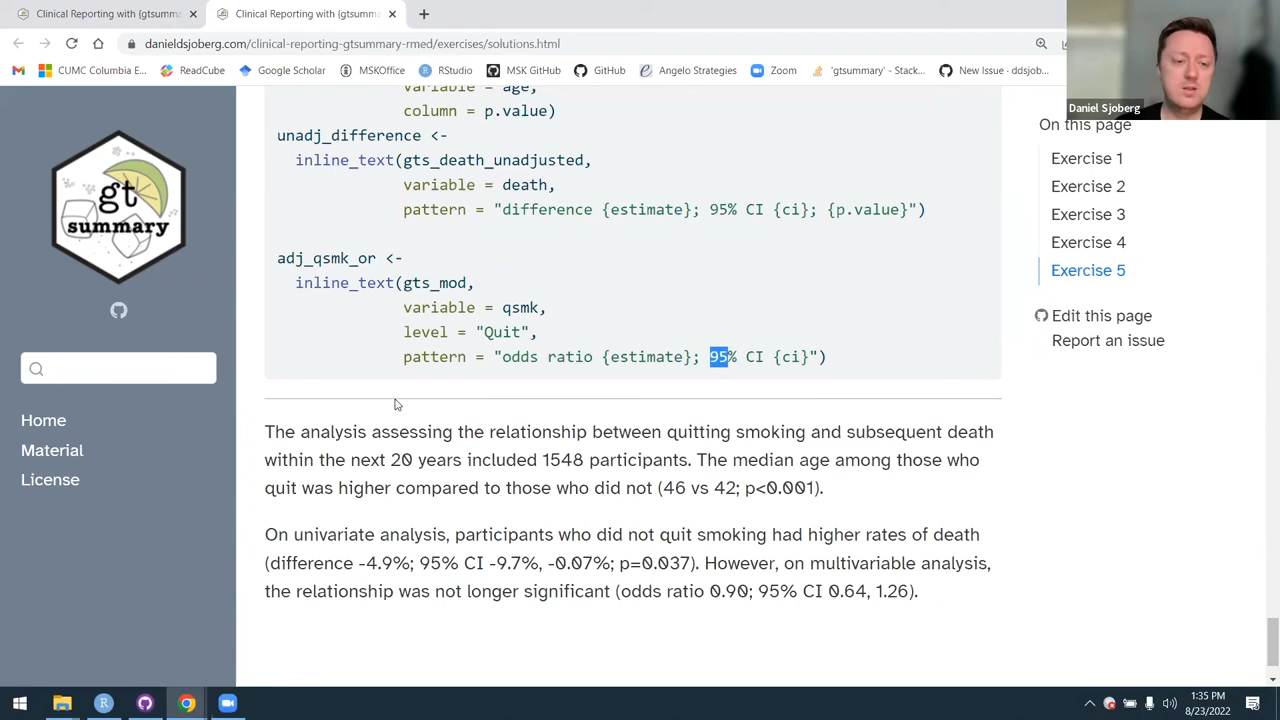 Clinical Reporting with {gtsumm
Clinical Reporting with {gtsumma
danieldsjoberg.com/clinical-reporting-gtsummary-rmed/exercises/solutions.html
CUMC Columbia E...
ReadCube
Google Scholar
MSKOffice
RStudio
MSK GitHub
GitHub
Angelo Strategies
Zoom
'gtsummary' - Stack...
New Issue · ddsjob...
Daniel Sjoberg
gt
summary
Home
Material
License
variable = age,
column = p.value)
unadj_difference <-
inline_text(gts_death_unadjusted,
variable = death,
pattern = "difference {estimate}; 95% CI {ci}; {p.value}")
adj_qsmk_or <-
inline_text(gts_mod,
variable = qsmk,
level = "Quit",
pattern = "odds ratio {estimate}; 95% CI {ci}")
The analysis assessing the relationship between quitting smoking and subsequent death
within the next 20 years included 1548 participants. The median age among those who
quit was higher compared to those who did not (46 vs 42; p<0.001).
On univariate analysis, participants who did not quit smoking had higher rates of death
(difference -4.9%; 95% CI -9.7%, -0.07%; p=0.037). However, on multivariable analysis,
the relationship was not longer significant (odds ratio 0.90; 95% CI 0.64, 1.26).
On this page
Exercise 1
Exercise 2
Exercise 3
Exercise 4
Exercise 5
Edit this page
Report an issue
1:35 PM
8/23/2022